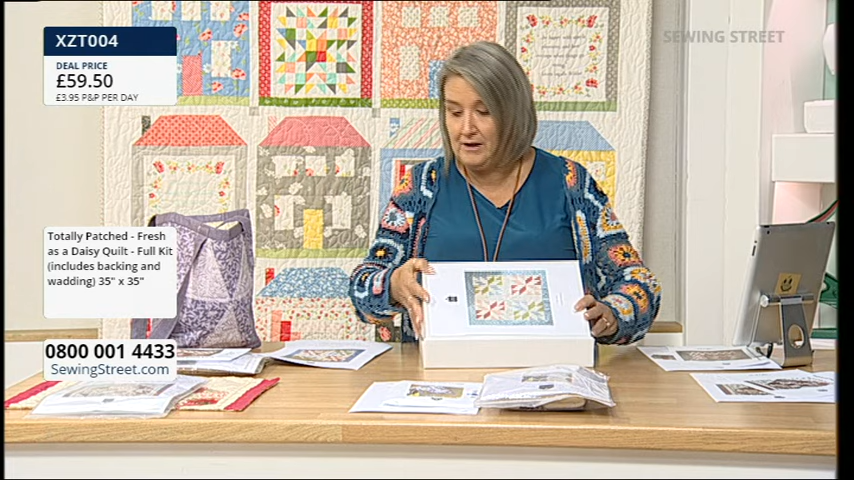 XZT004
DEAL PRICE
£59.50
£3.95 P&P PER DAY
SEWING STREET
Totally Patched - Fresh
as a Daisy Quilt - Full Kit
(includes backing and
wadding) 35" x 35"
0800 001 4433
SewingStreet.com